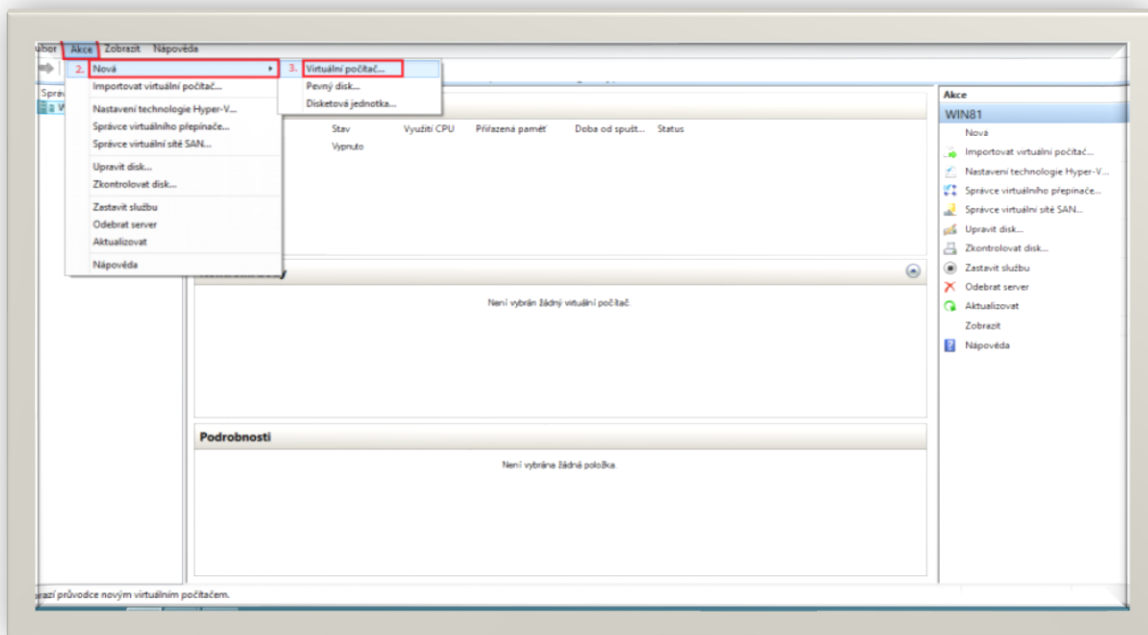 Akce Zobrazit Nápověda
2. Nová
3. Virtuální počítač...
Importovat virtuální počítač...
Pevný disk...
Disketová jednotka...
Nastavení technologie Hyper-V...
Správce virtuálního přepínače...
Správce virtuální sítě SAN...
Upravit disk...
Zkontrolovat disk...
Zastavit službu
Odebrat server
Aktualizovat
Nápověda
Stav Využití CPU Přiřazená paměť Doba od spušt... Status
Vypnuto
Není vybrán žádný virtuální počítač.
Podrobnosti
Není vybrána žádná položka.
Akce
WIN81
Nová
Importovat virtuální počítač...
Nastavení technologie Hyper-V...
Správce virtuálního přepínače...
Správce virtuální sítě SAN...
Upravit disk...
Zkontrolovat disk...
Zastavit službu
Odebrat server
Aktualizovat
Zobrazit
Nápověda
průvodce novým virtuálním počítačem.